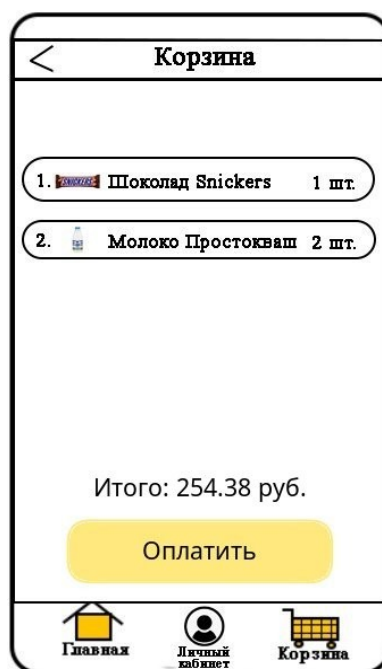 <
Корзина
1. SNICKERS Шоколад Snickers 1 шт.
2. Молоко Простокваш 2 шт.
Итого: 254.38 руб.
Оплатить
Главная
Личный
кабинет
Корзина